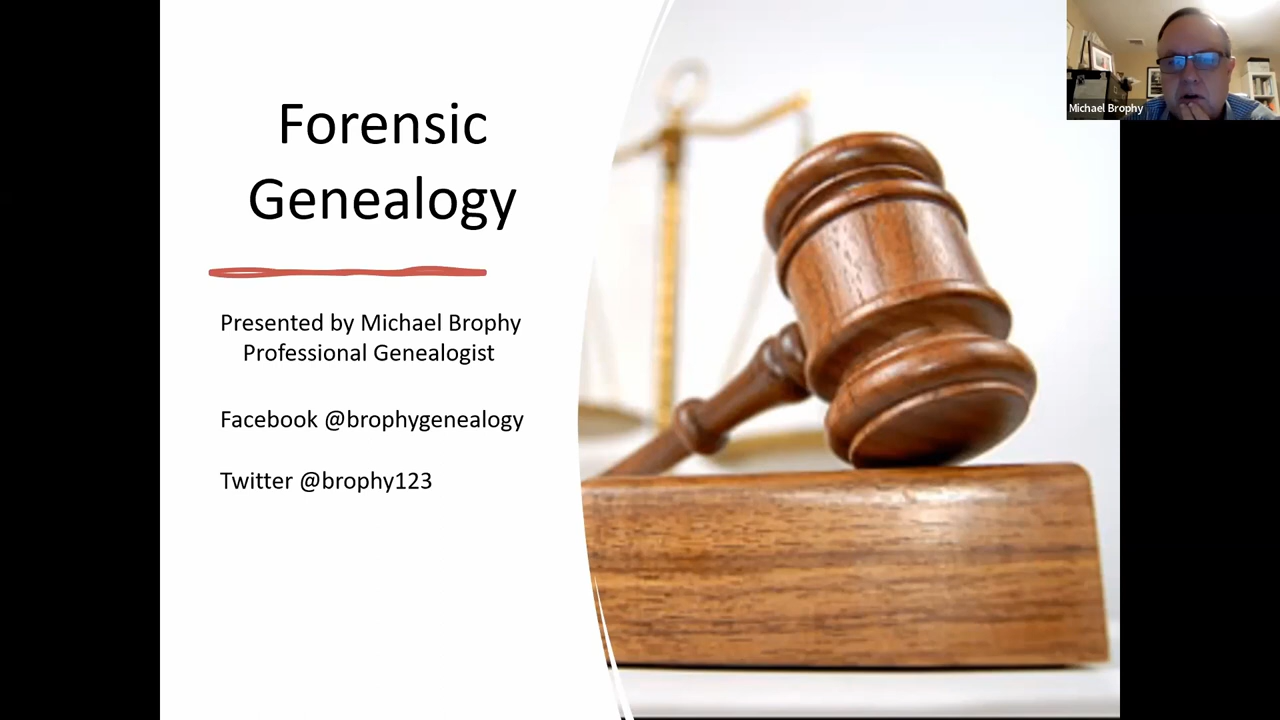 Forensic
Genealogy
Presented by Michael Brophy
Professional Genealogist
Facebook @brophygenealogy
Twitter @brophy123
Michael Brophy